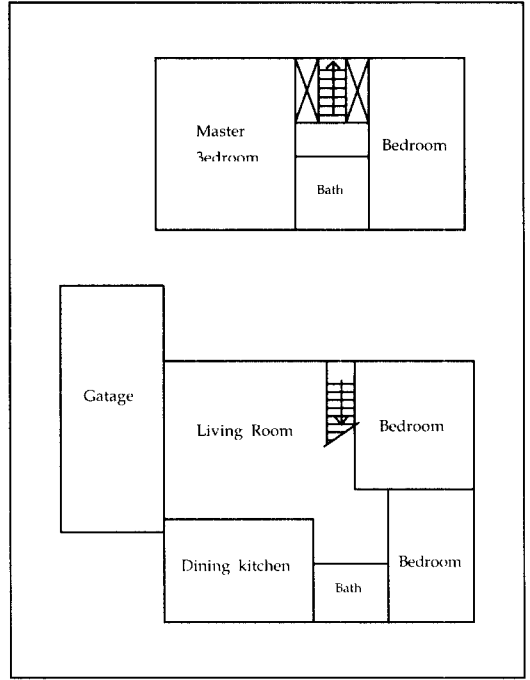 Master
Bedroom
Bedroom
Bath
Gatage
Living Room
Bedroom
Dining kitchen
Bath
Bedroom